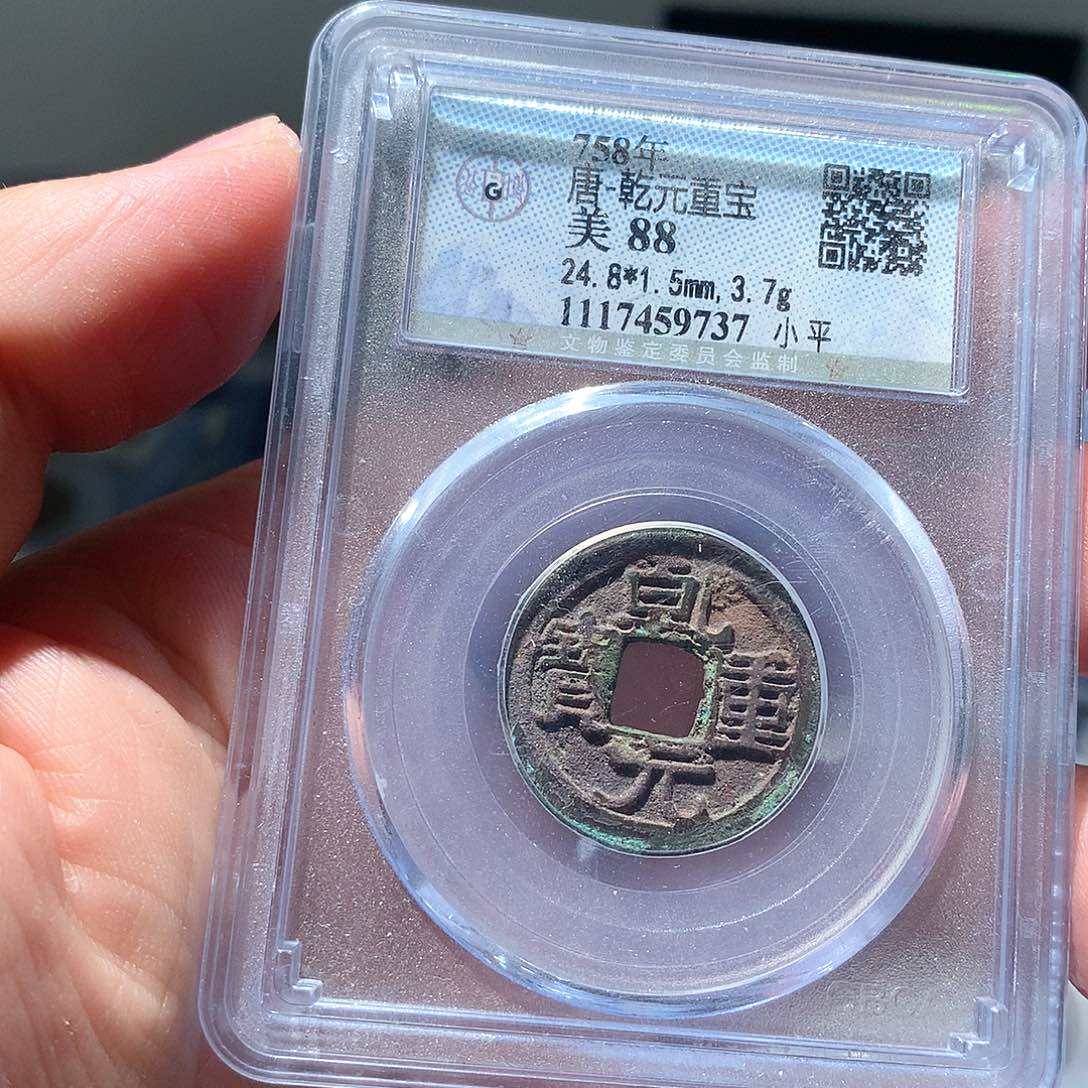 758年
唐-乾元重宝
美 88
24.8*1.5mm,3.7g
1117459737 小平
文物鉴定委员会监制
G
乾元重寶